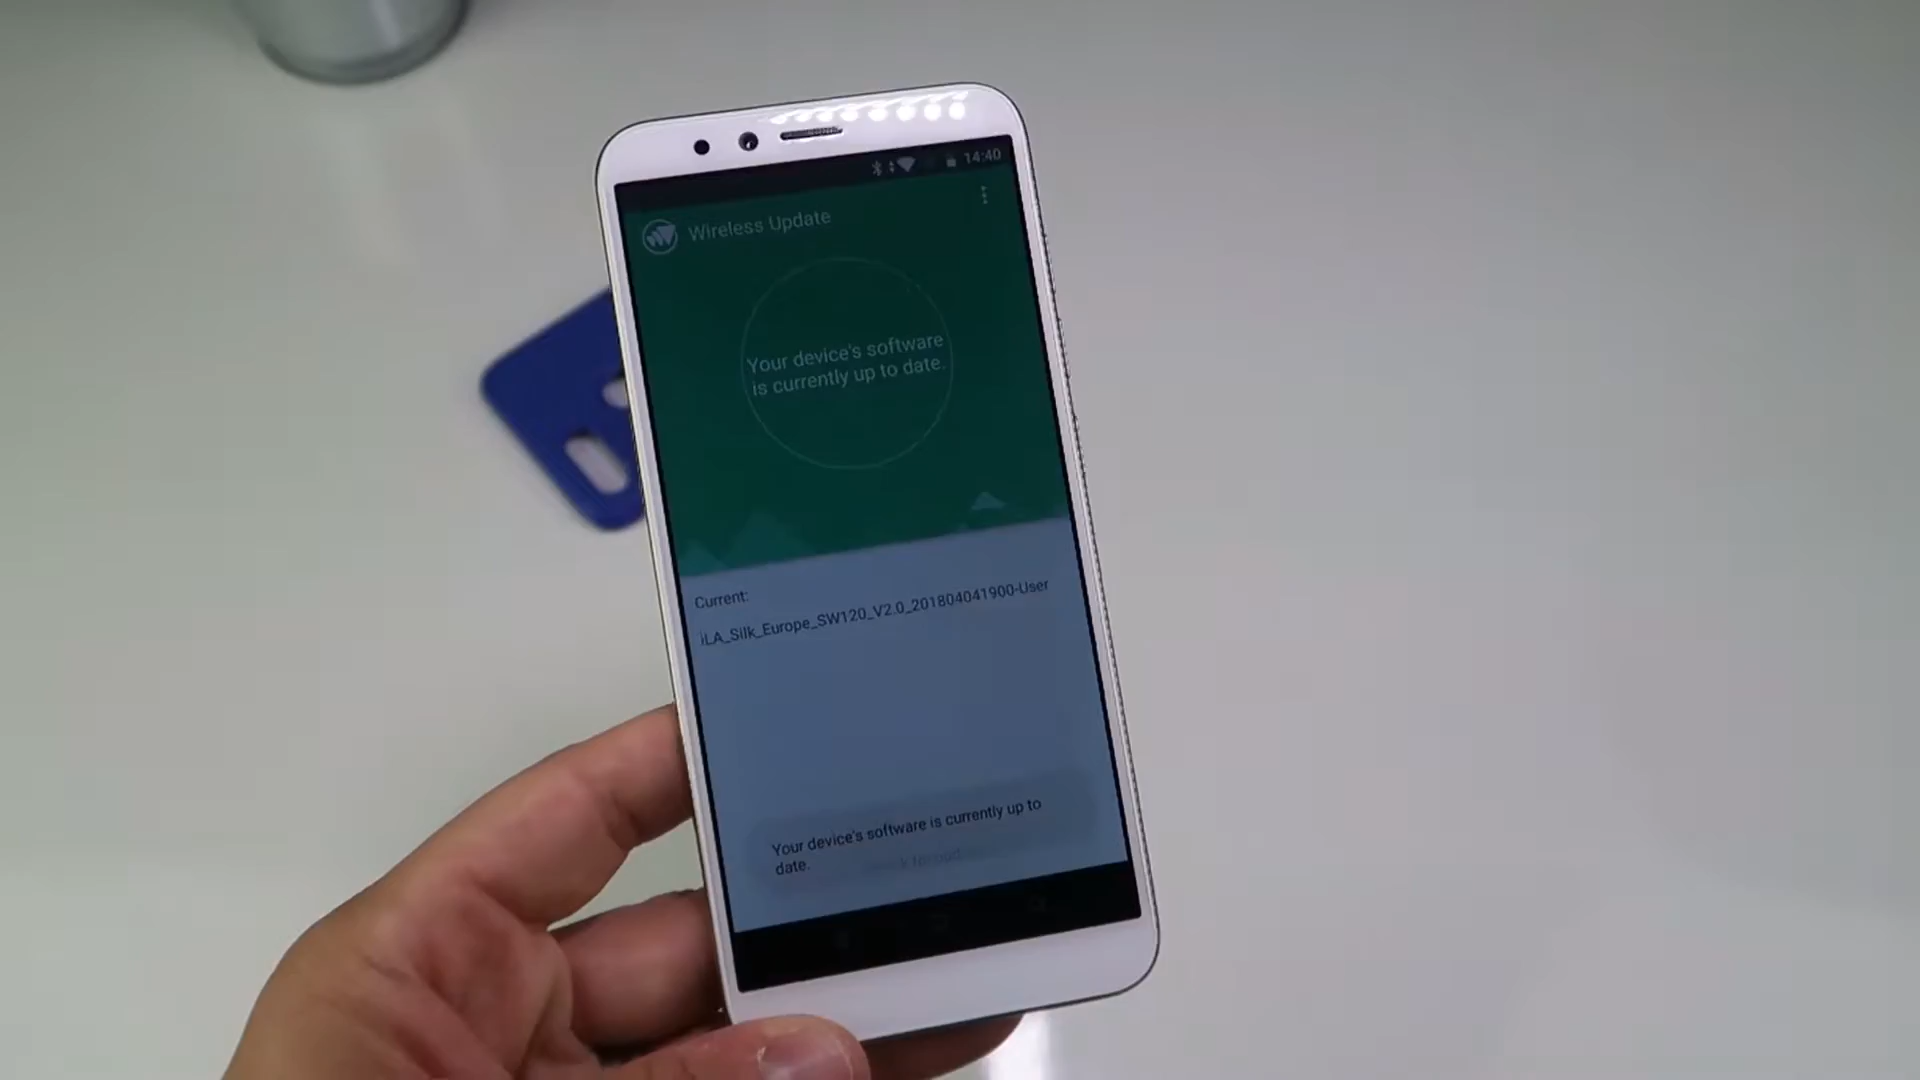 14:40
Wireless Update
Your device's software
is currently up to date.
Current:
iLA_Silk_Europe_SW120_V2.0_201804041900-User
Your device's software is currently up to
date.